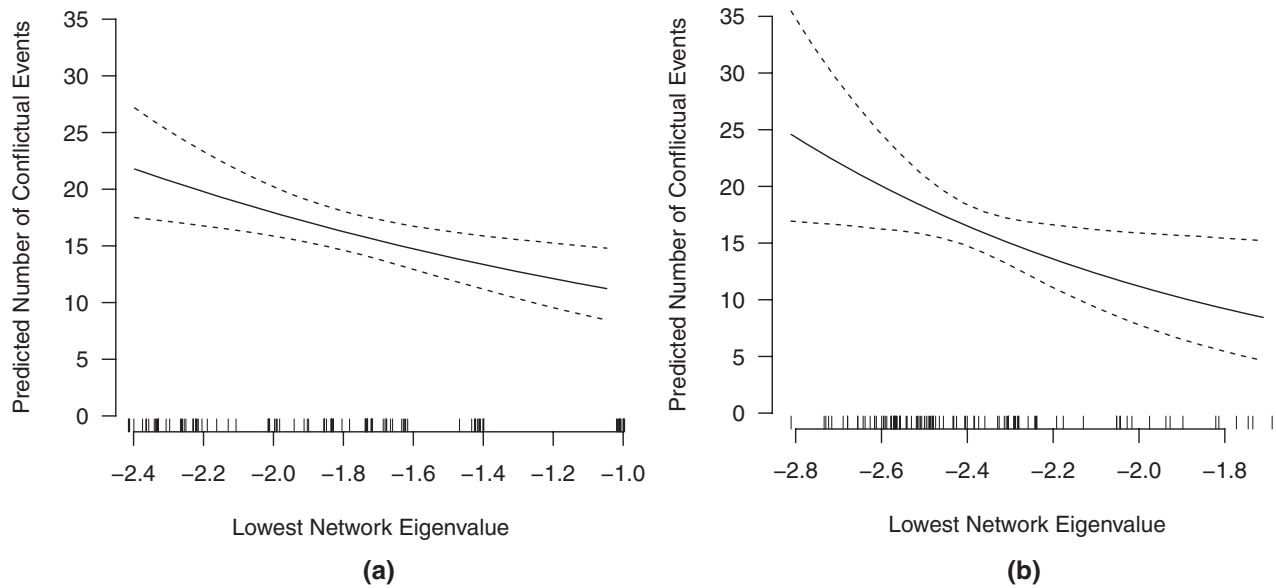 Predicted Number of Conflictual Events
35
30
25
20
15
10
5
0
−2.4 −2.2 −2.0 −1.8 −1.6 −1.4 −1.2 −1.0
Lowest Network Eigenvalue
(a)
Predicted Number of Conflictual Events
35
30
25
20
15
10
5
0
−2.8 −2.6 −2.4 −2.2 −2.0 −1.8
Lowest Network Eigenvalue
(b)